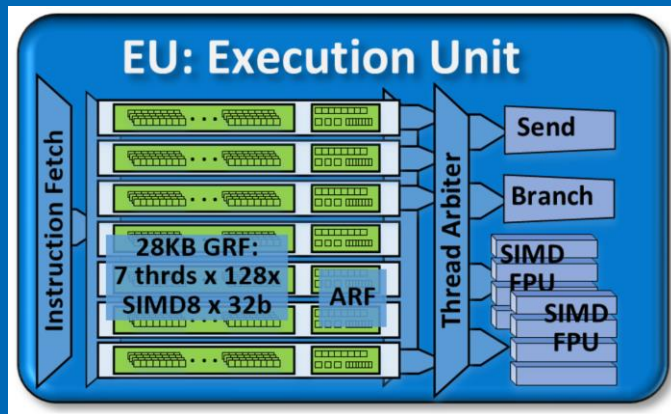 EU: Execution Unit
Instruction Fetch
28KB GRF:
7 thrds x 128x
SIMD8 x 32b
ARF
Thread Arbiter
Send
Branch
SIMD
FPU
SIMD
FPU